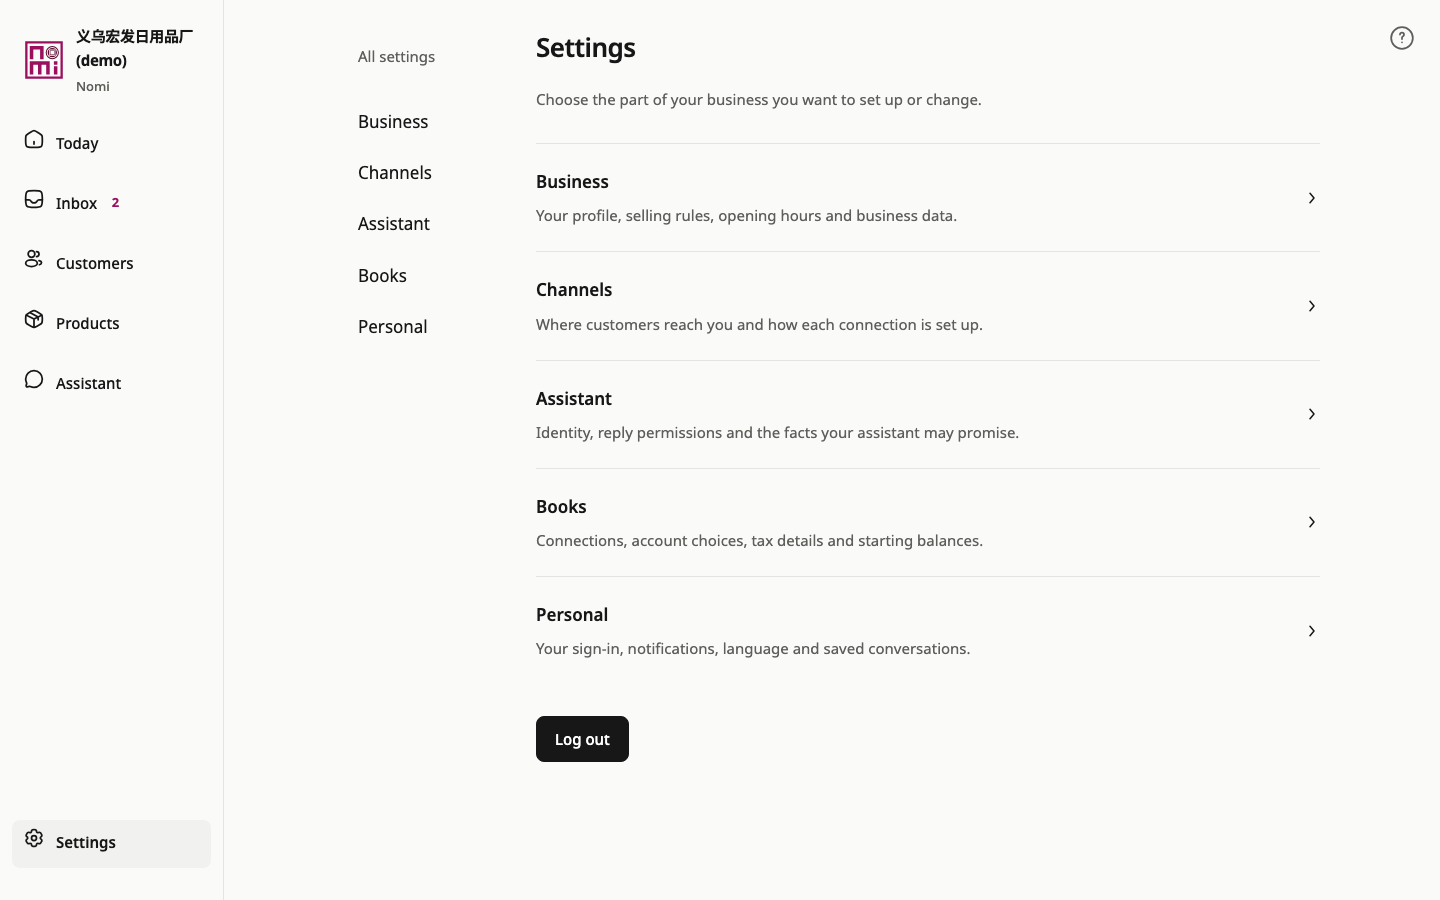 义乌宏发日用品厂
(demo)
Nomi
Today
Inbox 2
Customers
Products
Assistant
Settings
All settings
Business
Channels
Assistant
Books
Personal
Settings
Choose the part of your business you want to set up or change.
Business
Your profile, selling rules, opening hours and business data.
Channels
Where customers reach you and how each connection is set up.
Assistant
Identity, reply permissions and the facts your assistant may promise.
Books
Connections, account choices, tax details and starting balances.
Personal
Your sign-in, notifications, language and saved conversations.
Log out